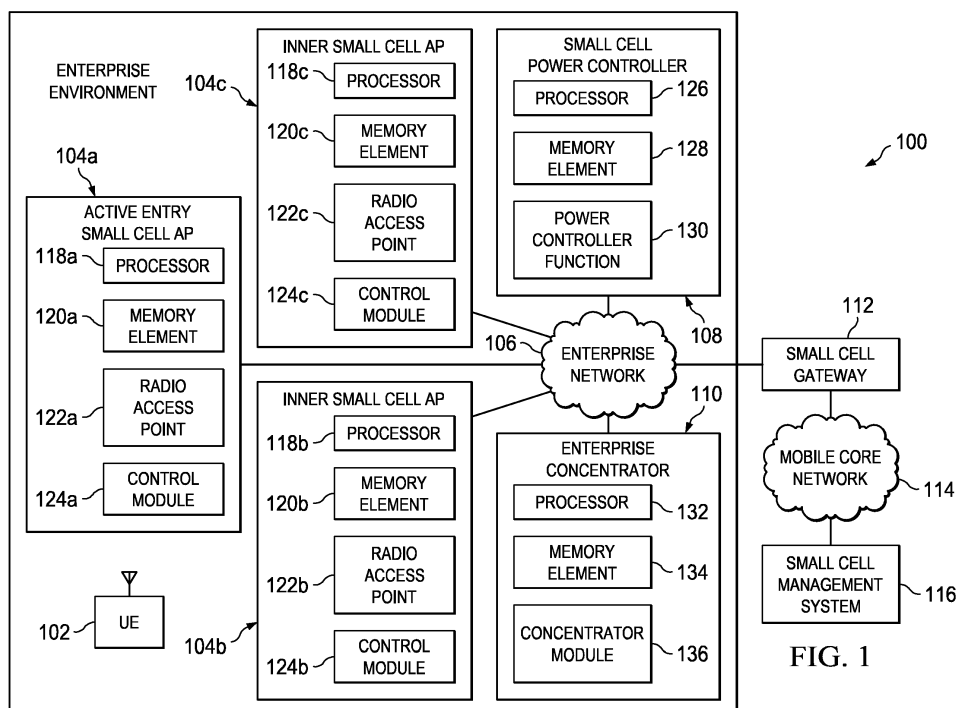 ENTERPRISE
ENVIRONMENT
104a
ACTIVE ENTRY
SMALL CELL AP
118a
PROCESSOR
120a
MEMORY
ELEMENT
122a
RADIO
ACCESS
POINT
124a
CONTROL
MODULE
102
UE
104c
INNER SMALL CELL AP
118c
PROCESSOR
120c
MEMORY
ELEMENT
122c
RADIO
ACCESS
POINT
124c
CONTROL
MODULE
104b
INNER SMALL CELL AP
118b
PROCESSOR
120b
MEMORY
ELEMENT
122b
RADIO
ACCESS
POINT
124b
CONTROL
MODULE
SMALL CELL
POWER CONTROLLER
PROCESSOR
126
MEMORY
ELEMENT
128
POWER
CONTROLLER
FUNCTION
130
108
106
ENTERPRISE
NETWORK
110
ENTERPRISE
CONCENTRATOR
PROCESSOR
132
MEMORY
ELEMENT
134
CONCENTRATOR
MODULE
136
100
112
SMALL CELL
GATEWAY
MOBILE CORE
NETWORK
114
SMALL CELL
MANAGEMENT
SYSTEM
116
FIG. 1